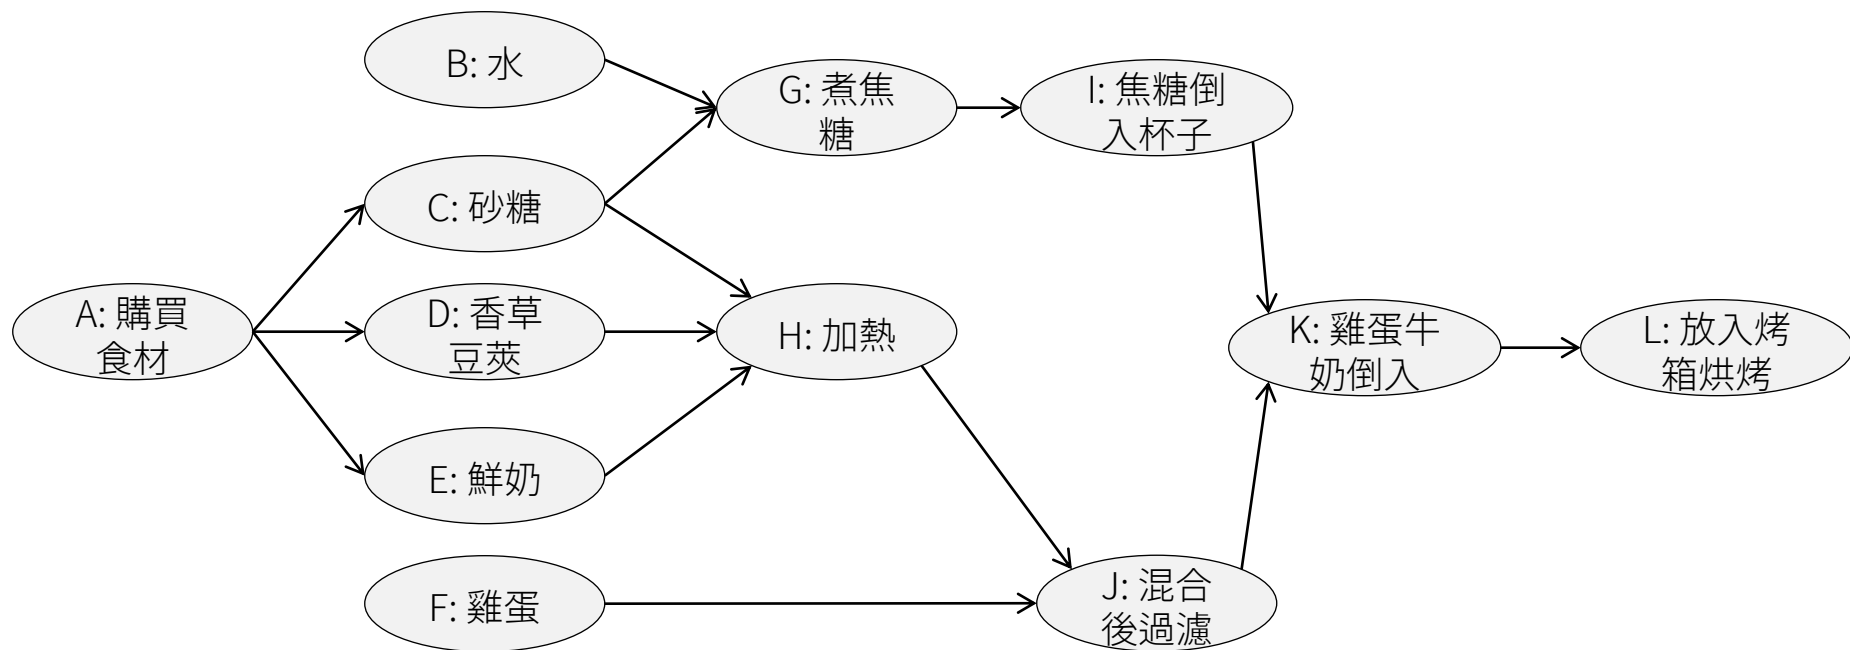 B: 水
G: 煮焦
糖
I: 焦糖倒
入杯子
C: 砂糖
A: 購買
食材
D: 香草
豆莢
H: 加熱
K: 雞蛋牛
奶倒入
L: 放入烤
箱烘烤
E: 鮮奶
F: 雞蛋
J: 混合
後過濾